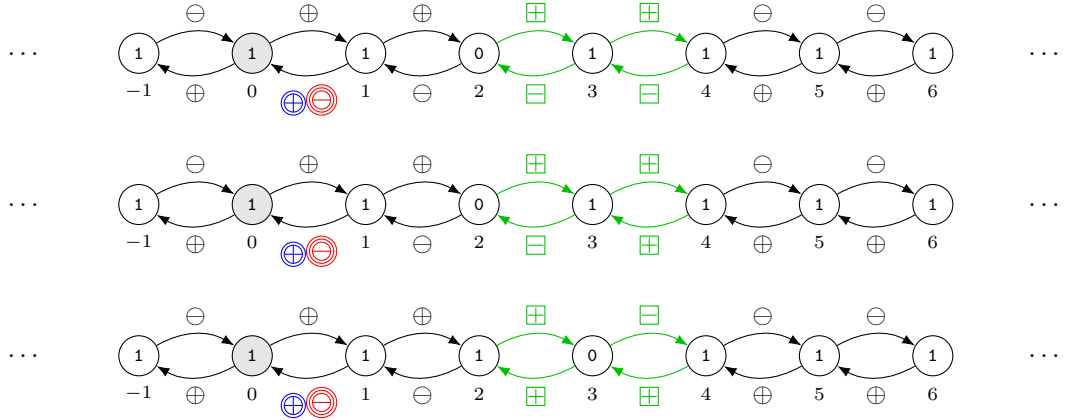 ⊖ ⊕ ⊕ ⊞ ⊞ ⊖ ⊖
⋯ 1 1 1 0 1 1 1 1 ⋯
−1 ⊕ 0 ⊕ ⊖ 1 ⊖ 2 ⊟ 3 ⊟ 4 ⊕ 5 ⊕ 6
⊖ ⊕ ⊕ ⊞ ⊞ ⊖ ⊖
⋯ 1 1 1 0 1 1 1 1 ⋯
−1 ⊕ 0 ⊕ ⊖ 1 ⊖ 2 ⊟ 3 ⊞ 4 ⊕ 5 ⊕ 6
⊖ ⊕ ⊕ ⊞ ⊟ ⊖ ⊖
⋯ 1 1 1 1 0 1 1 1 ⋯
−1 ⊕ 0 ⊕ ⊖ 1 ⊖ 2 ⊞ 3 ⊞ 4 ⊕ 5 ⊕ 6